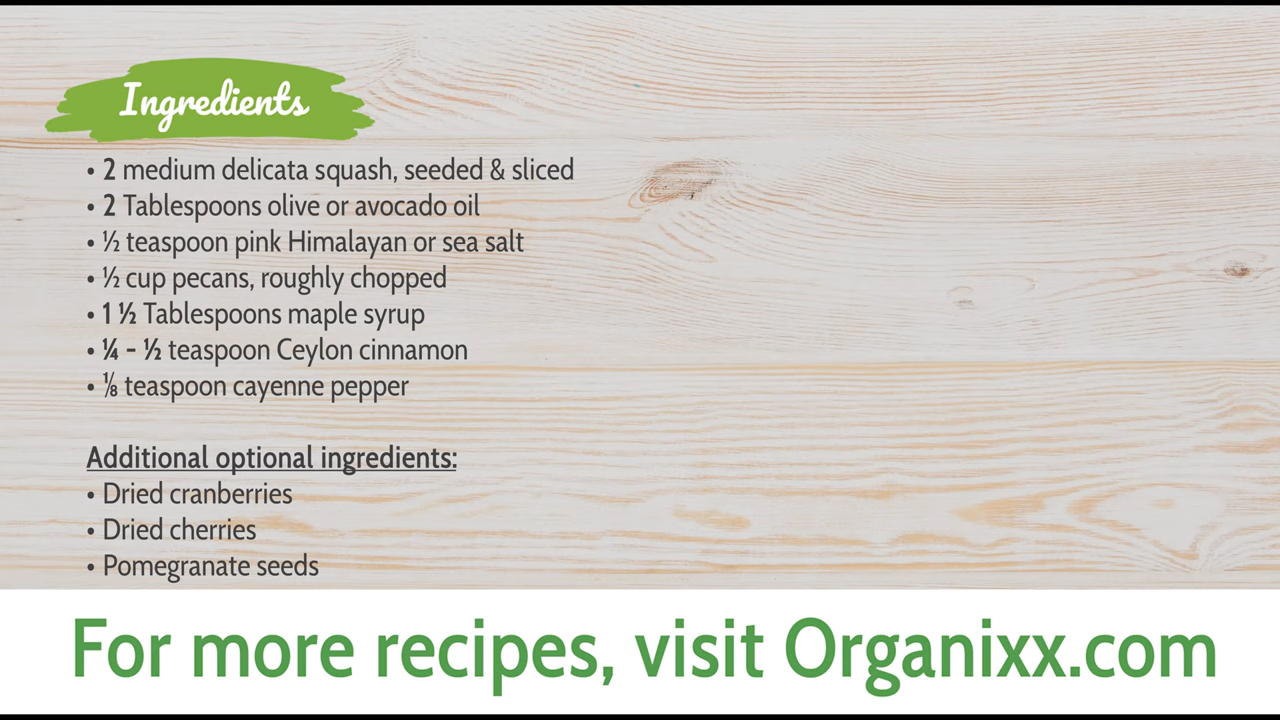 Ingredients
• 2 medium delicata squash, seeded & sliced
• 2 Tablespoons olive or avocado oil
• ½ teaspoon pink Himalayan or sea salt
• ½ cup pecans, roughly chopped
• 1 ½ Tablespoons maple syrup
• ¼ - ½ teaspoon Ceylon cinnamon
• ⅛ teaspoon cayenne pepper
Additional optional ingredients:
• Dried cranberries
• Dried cherries
• Pomegranate seeds
For more recipes, visit Organixx.com